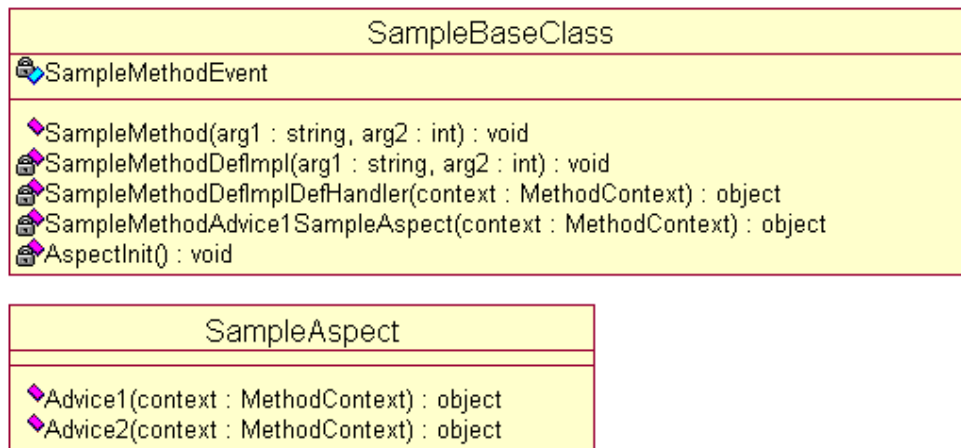 SampleBaseClass
SampleMethodEvent
SampleMethod(arg1 : string, arg2 : int) : void
SampleMethodDefImpl(arg1 : string, arg2 : int) : void
SampleMethodDefImplDefHandler(context : MethodContext) : object
SampleMethodAdvice1SampleAspect(context : MethodContext) : object
AspectInit() : void
SampleAspect
Advice1(context : MethodContext) : object
Advice2(context : MethodContext) : object